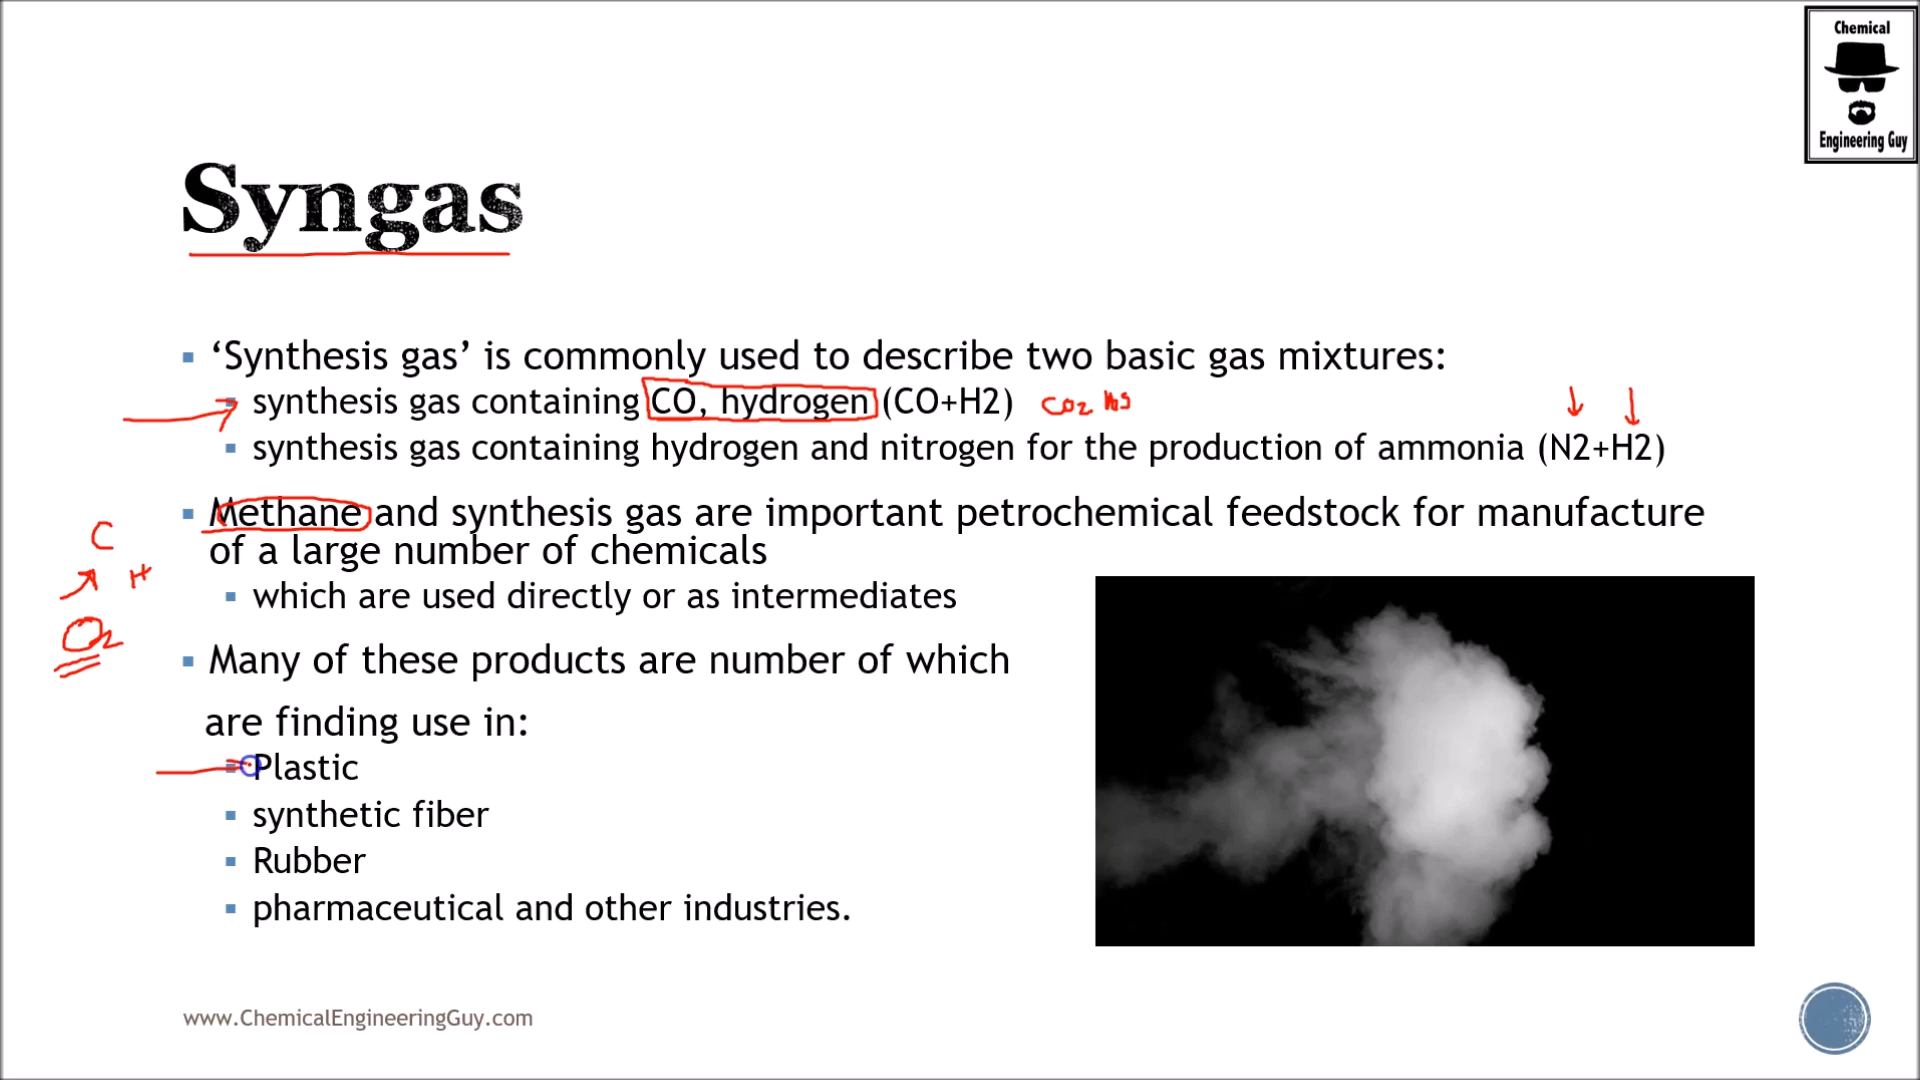 Chemical
Engineering Guy
Syngas
‘Synthesis gas’ is commonly used to describe two basic gas mixtures:
synthesis gas containing CO, hydrogen (CO+H2) CO2
synthesis gas containing hydrogen and nitrogen for the production of ammonia (N2+H2)
Methane and synthesis gas are important petrochemical feedstock for manufacture
of a large number of chemicals
C
H
O2
which are used directly or as intermediates
Many of these products are number of which
are finding use in:
Plastic
synthetic fiber
Rubber
pharmaceutical and other industries.
www.ChemicalEngineeringGuy.com